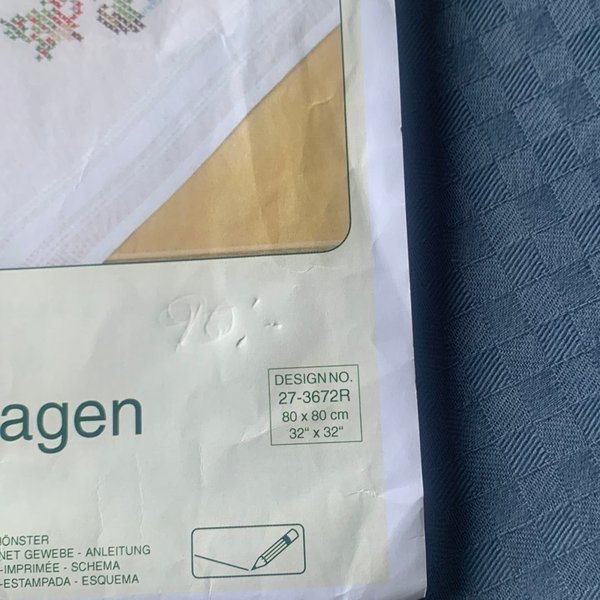 90,-
agen
DESIGN NO.
27-3672R
80 x 80 cm
32" x 32"
MÖNSTER
NET GEWEBE - ANLEITUNG
-IMPRIMÉE - SCHEMA
-ESTAMPADA - ESQUEMA